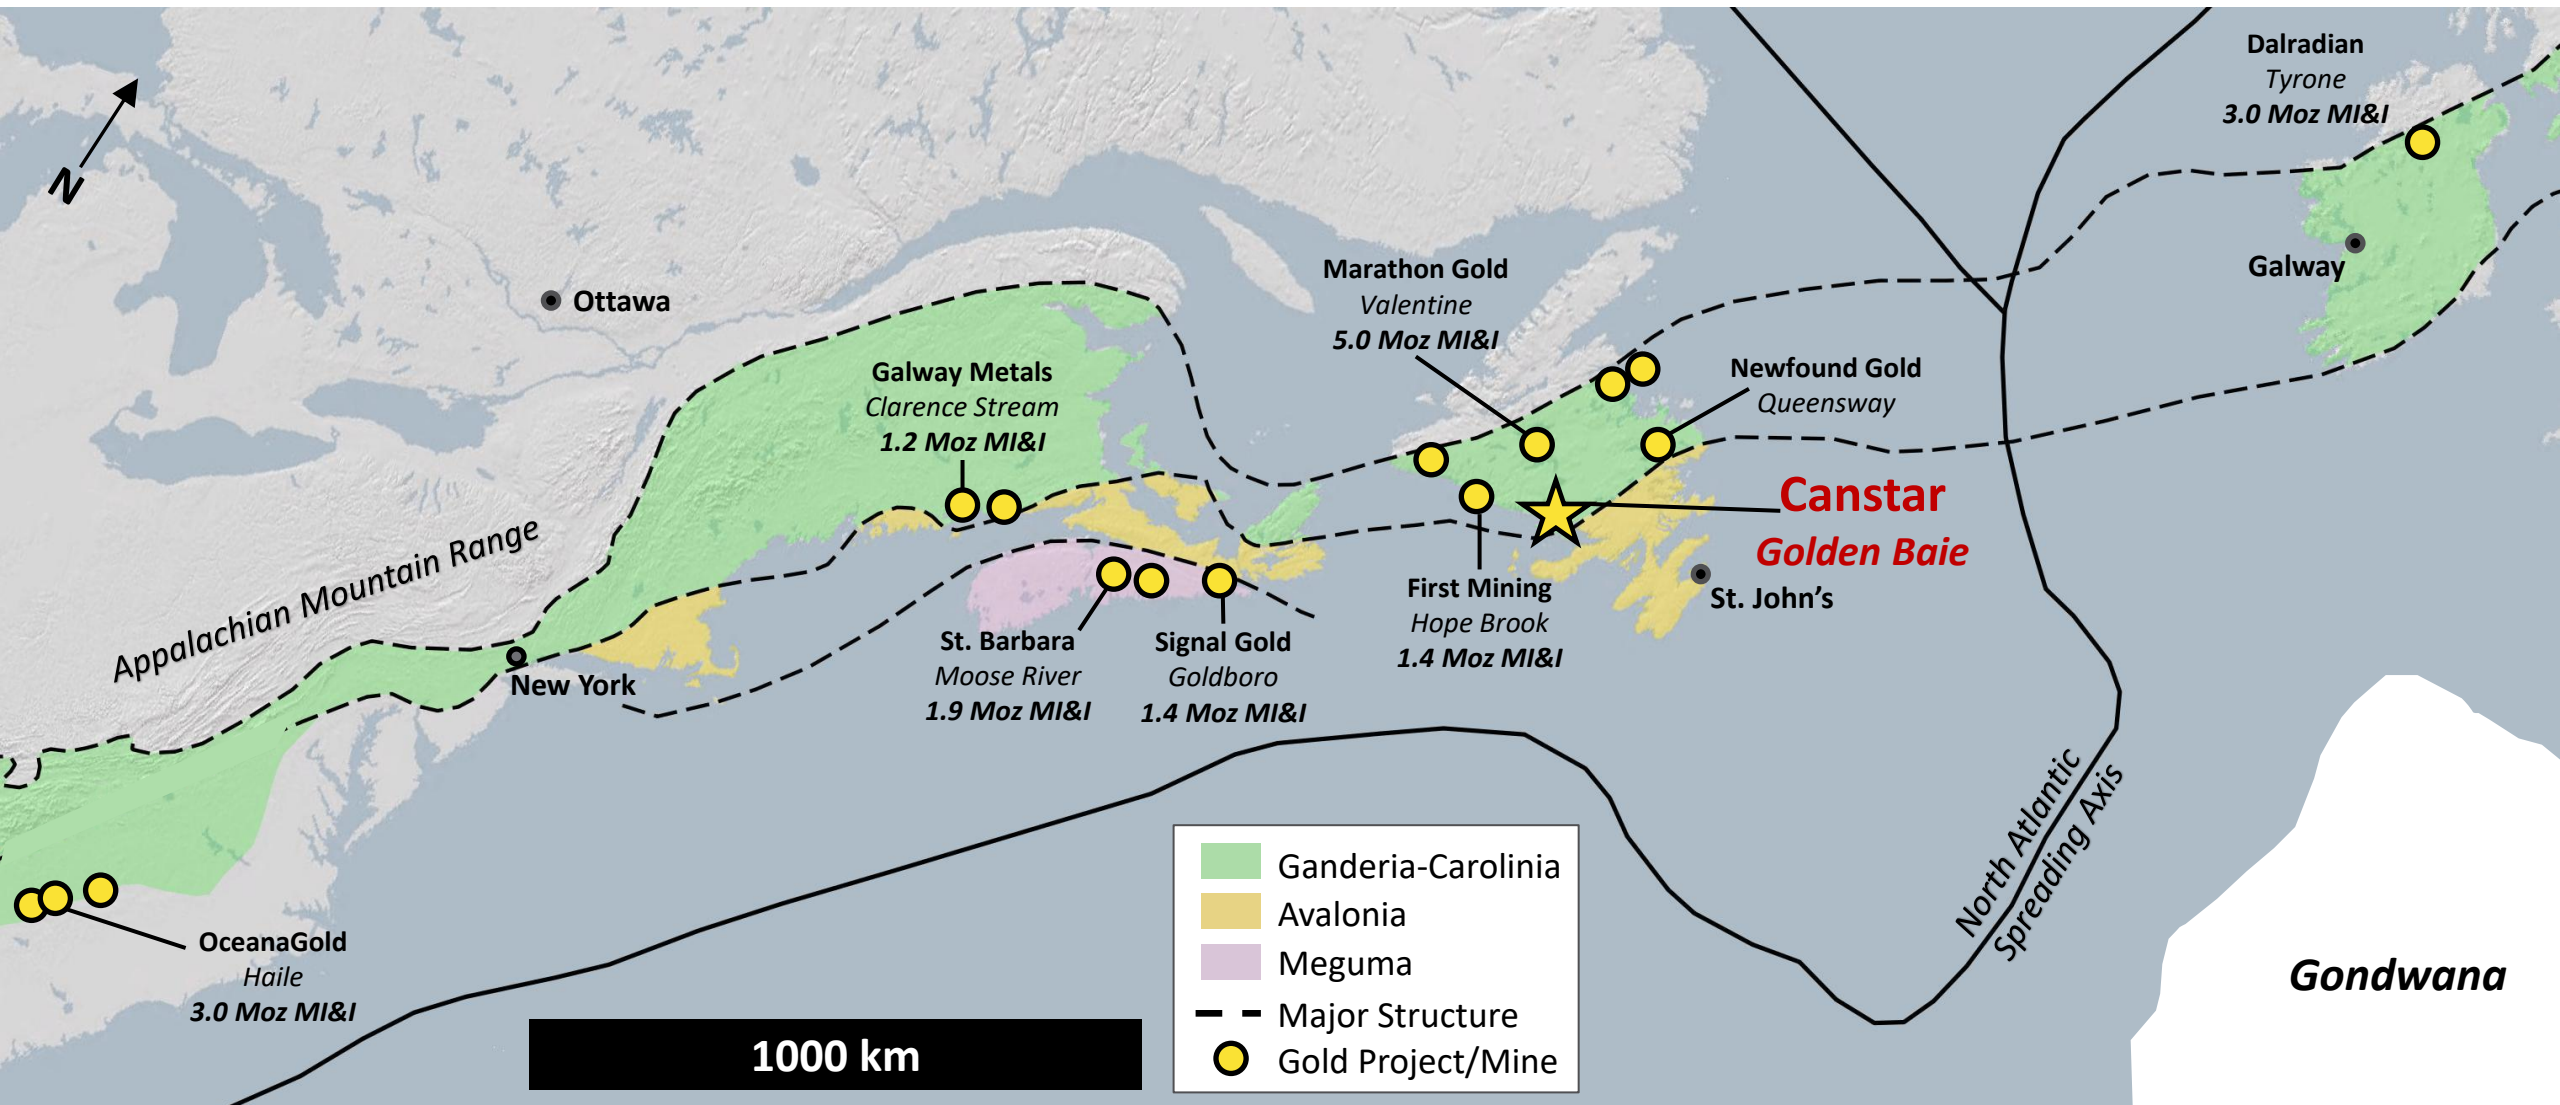 N
Appalachian Mountain Range
Ottawa
New York
OceanaGold
Haile
3.0 Moz MI&I
Galway Metals
Clarence Stream
1.2 Moz MI&I
St. Barbara
Moose River
1.9 Moz MI&I
Signal Gold
Goldboro
1.4 Moz MI&I
Marathon Gold
Valentine
5.0 Moz MI&I
First Mining
Hope Brook
1.4 Moz MI&I
Newfound Gold
Queensway
Canstar
Golden Baie
St. John's
Dalradian
Tyrone
3.0 Moz MI&I
Galway
North Atlantic
Spreading Axis
Gondwana
Ganderia-Carolinia
Avalonia
Meguma
Major Structure
Gold Project/Mine
1000 km